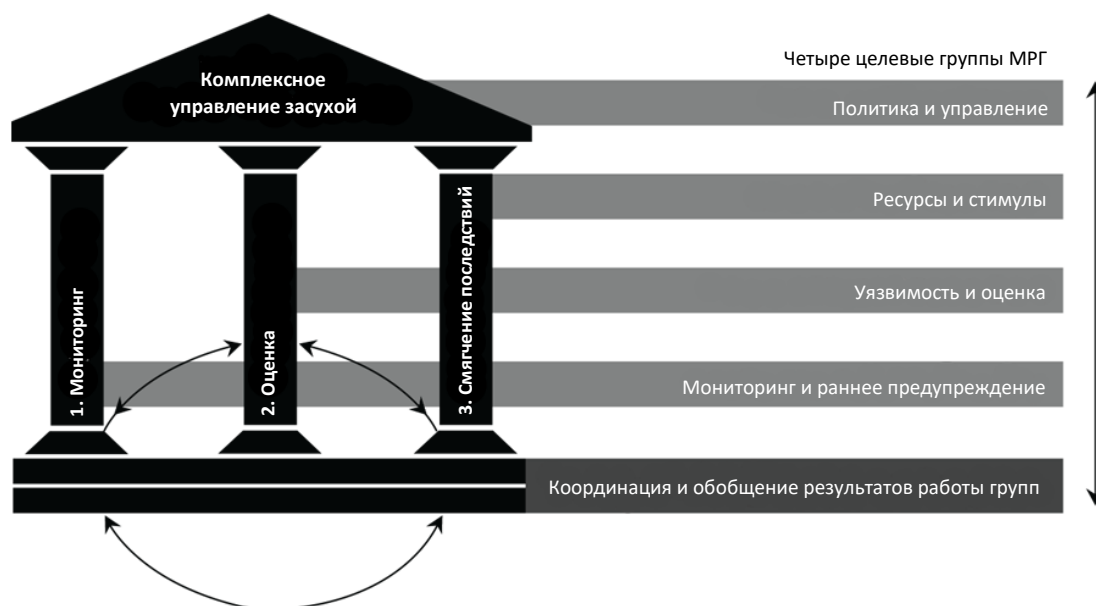 Комплексное
управление засухой
Четыре целевые группы МРГ
Политика и управление
Ресурсы и стимулы
Уязвимость и оценка
Мониторинг и раннее предупреждение
Координация и обобщение результатов работы групп
1. Мониторинг
2. Оценка
3. Смягчение последствий